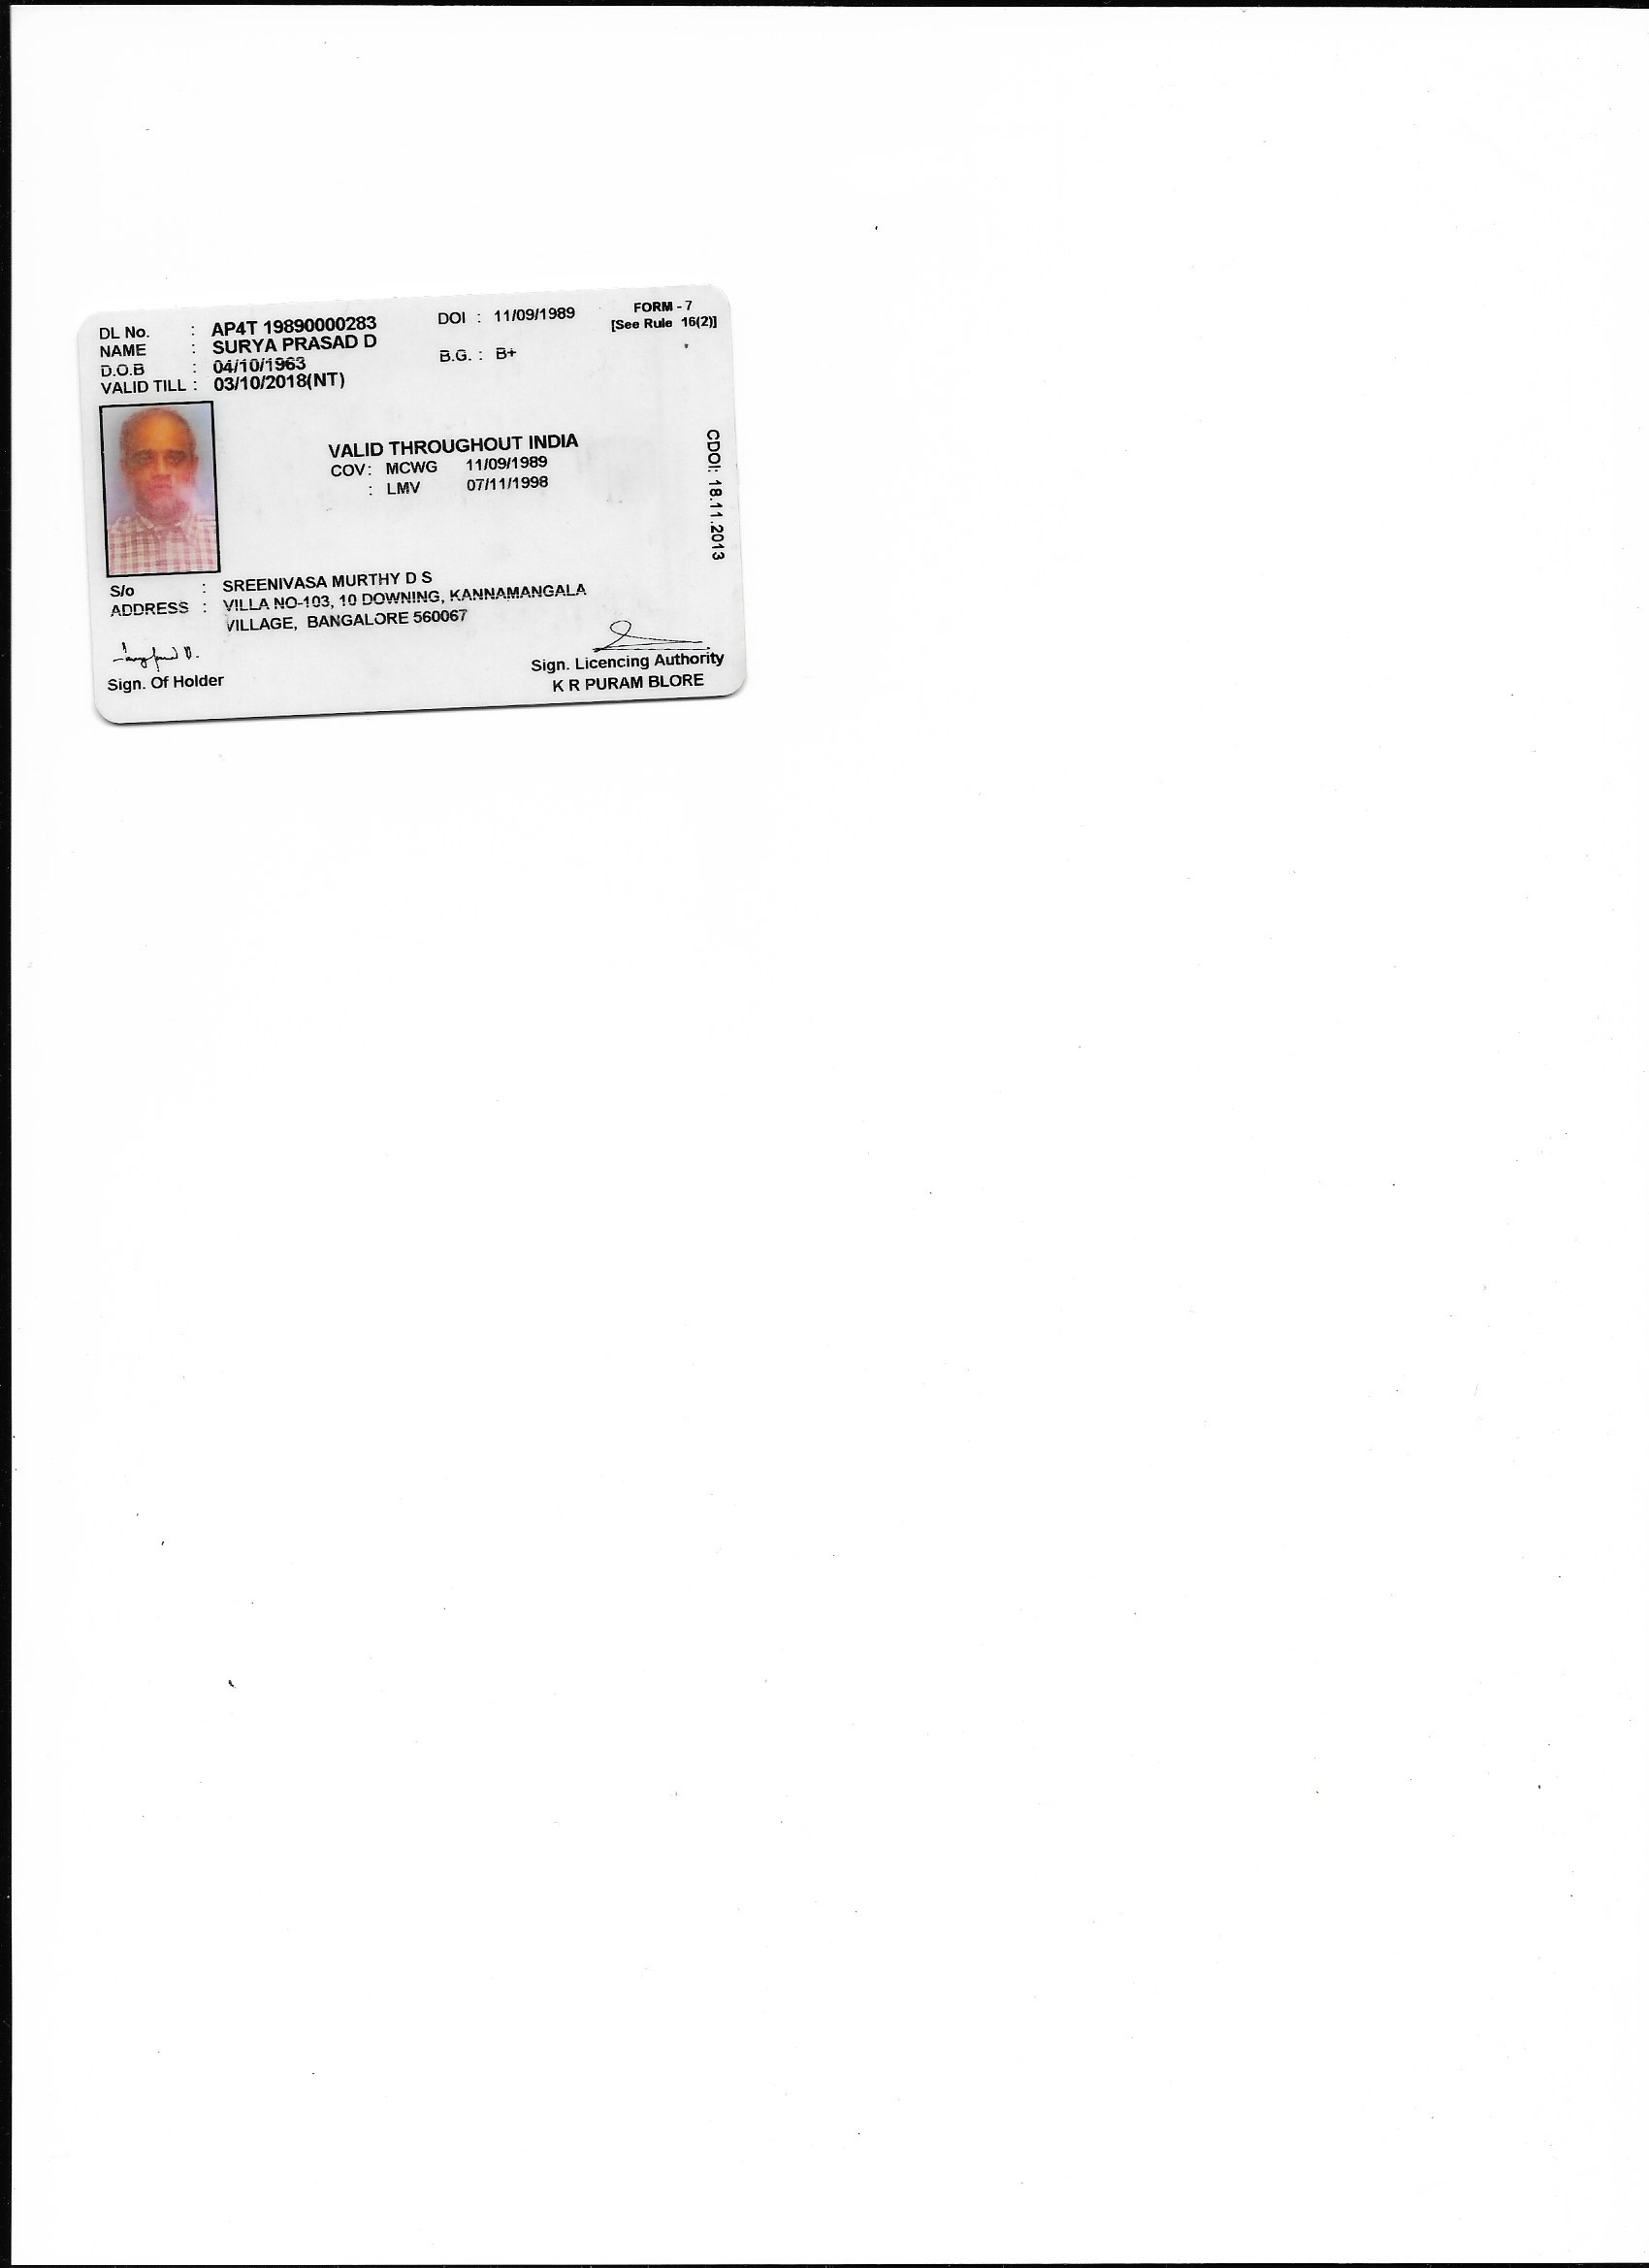 DL No. : AP4T 19890000283 DOI : 11/09/1989 FORM - 7
NAME : SURYA PRASAD D [See Rule 16(2)]
D.O.B : 04/10/1963 B.G. : B+
VALID TILL : 03/10/2018(NT)
VALID THROUGHOUT INDIA
COV: MCWG 11/09/1989
: LMV 07/11/1998
CDOI: 18.11.2013
S/o : SREENIVASA MURTHY D S
ADDRESS : VILLA NO-103, 10 DOWNING, KANNAMANGALA
VILLAGE, BANGALORE 560067
Sign. Of Holder
Sign. Licencing Authority
K R PURAM BLORE